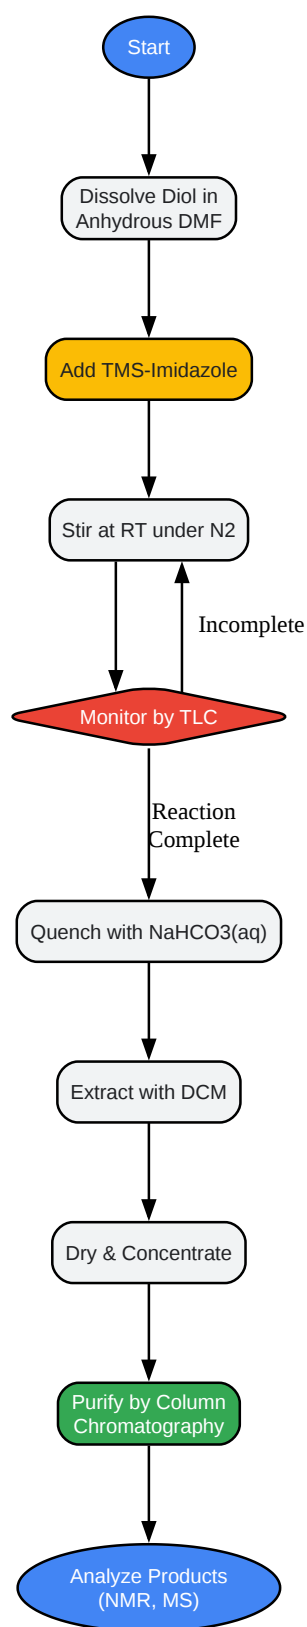 Start
Dissolve Diol in
Anhydrous DMF
Add TMS-Imidazole
Stir at RT under N2
Incomplete
Monitor by TLC
Reaction
Complete
Quench with NaHCO3(aq)
Extract with DCM
Dry & Concentrate
Purify by Column
Chromatography
Analyze Products
(NMR, MS)